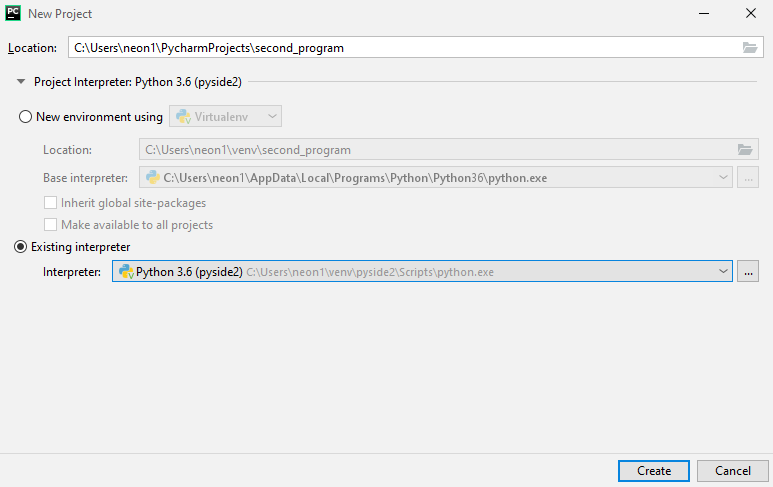 PC New Project
Location: C:\Users\neon1\PycharmProjects\second_program
Project Interpreter: Python 3.6 (pyside2)
New environment using Virtualenv
Location: C:\Users\neon1\venv\second_program
Base interpreter: C:\Users\neon1\AppData\Local\Programs\Python\Python36\python.exe ...
Inherit global site-packages
Make available to all projects
Existing interpreter
Interpreter: Python 3.6 (pyside2) C:\Users\neon1\venv\pyside2\Scripts\python.exe ...
Create Cancel